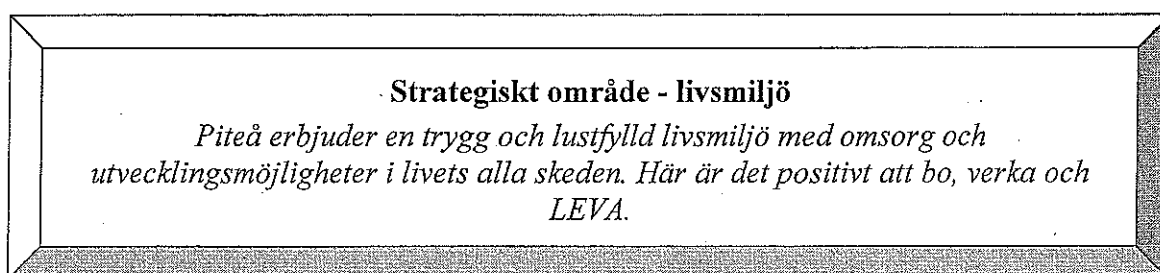 Strategiskt område - livsmiljö
Piteå erbjuder en trygg och lustfylld livsmiljö med omsorg och
utvecklingsmöjligheter i livets alla skeden. Här är det positivt att bo, verka och
LEVA.